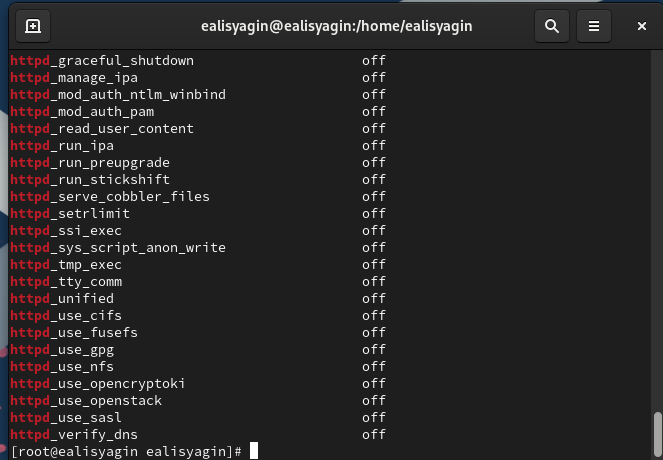 ealisyagin@ealisyagin:/home/ealisyagin
httpd_graceful_shutdown off
httpd_manage_ipa off
httpd_mod_auth_ntlm_winbind off
httpd_mod_auth_pam off
httpd_read_user_content off
httpd_run_ipa off
httpd_run_preupgrade off
httpd_run_stickshift off
httpd_serve_cobbler_files off
httpd_setrlimit off
httpd_ssi_exec off
httpd_sys_script_anon_write off
httpd_tmp_exec off
httpd_tty_comm off
httpd_unified off
httpd_use_cifs off
httpd_use_fusefs off
httpd_use_gpg off
httpd_use_nfs off
httpd_use_opencryptoki off
httpd_use_openstack off
httpd_use_sasl off
httpd_verify_dns off
[root@ealisyagin ealisyagin]#